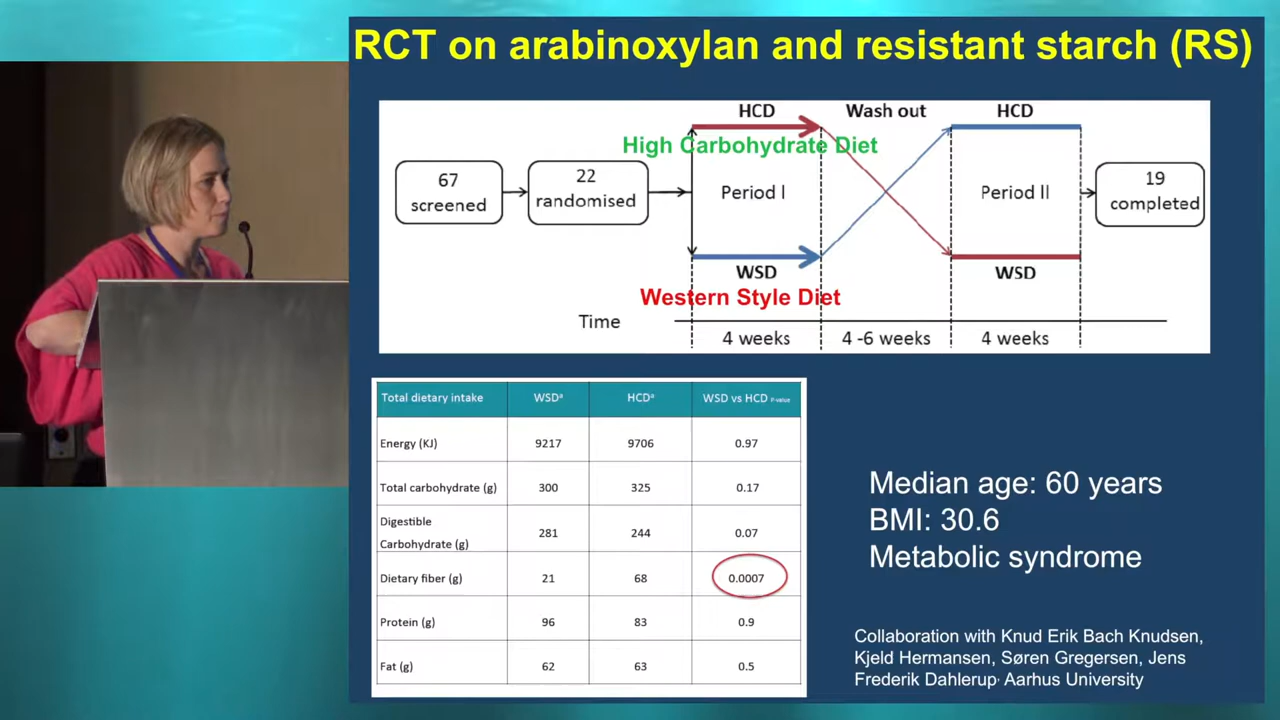 RCT on arabinoxylan and resistant starch (RS)
HCD
Wash out
HCD
High Carbohydrate Diet
67
screened
22
randomised
Period I
Period II
19
completed
WSD
WSD
Western Style Diet
Time
4 weeks
4 -6 weeks
4 weeks
Total dietary intake WSDª HCDª WSD vs HCD P-value
Energy (KJ) 9217 9706 0.97
Total carbohydrate (g) 300 325 0.17
Digestible
Carbohydrate (g) 281 244 0.07
Dietary fiber (g) 21 68 0.0007
Protein (g) 96 83 0.9
Fat (g) 62 63 0.5
Median age: 60 years
BMI: 30.6
Metabolic syndrome
Collaboration with Knud Erik Bach Knudsen,
Kjeld Hermansen, Søren Gregersen, Jens
Frederik Dahlerup, Aarhus University